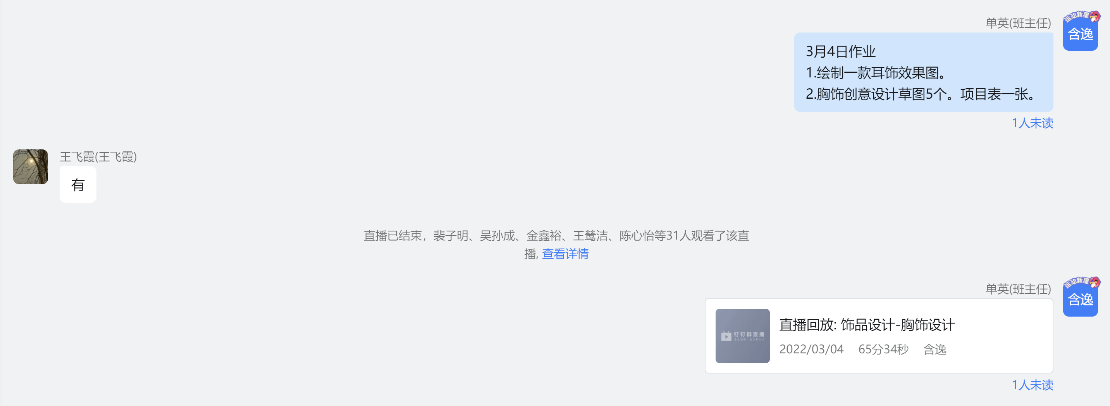 单英(班主任)
含逸
3月4日作业
1.绘制一款耳饰效果图。
2.胸饰创意设计草图5个。项目表一张。
1人未读
王飞霞(王飞霞)
有
直播已结束，裴子明、吴孙成、金鑫裕、王骜洁、陈心怡等31人观看了该直
播, 查看详情
单英(班主任)
含逸
直播回放: 饰品设计-胸饰设计
2022/03/04 65分34秒 含逸
1人未读